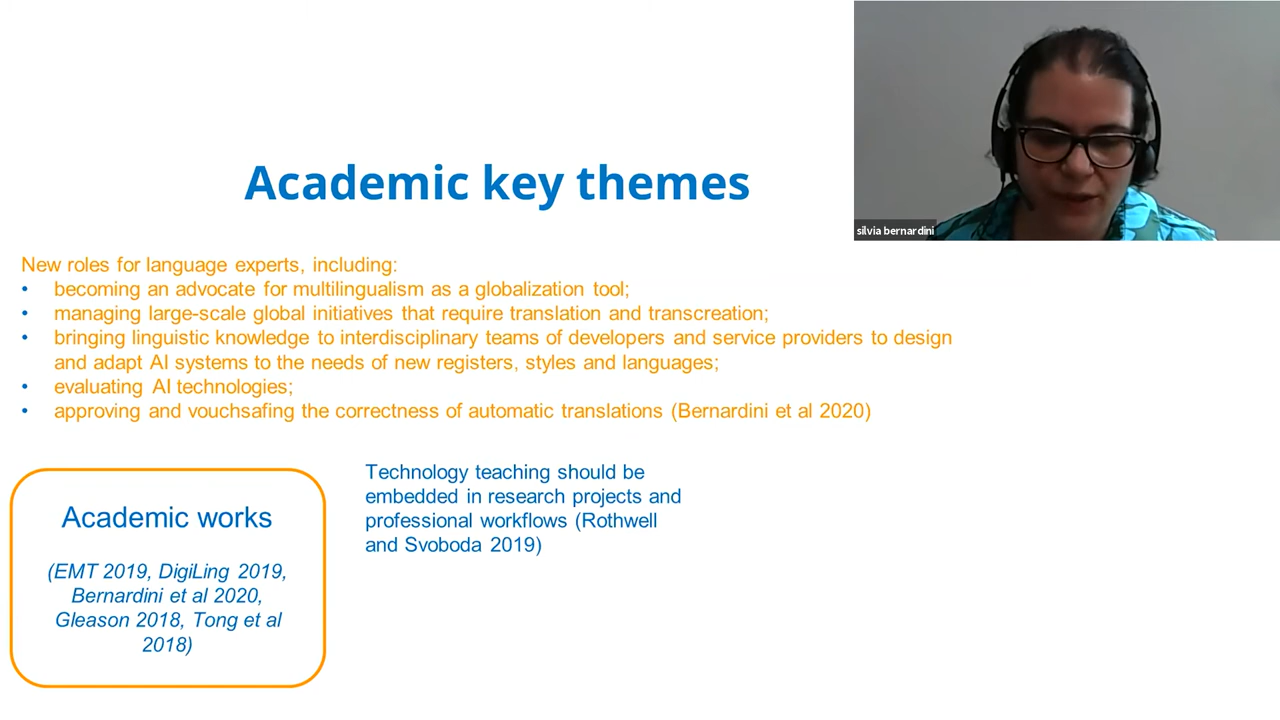 silvia bernardini
Academic key themes
New roles for language experts, including:
• becoming an advocate for multilingualism as a globalization tool;
• managing large-scale global initiatives that require translation and transcreation;
• bringing linguistic knowledge to interdisciplinary teams of developers and service providers to design
and adapt AI systems to the needs of new registers, styles and languages;
• evaluating AI technologies;
• approving and vouchsafing the correctness of automatic translations (Bernardini et al 2020)
Academic works
(EMT 2019, DigiLing 2019,
Bernardini et al 2020,
Gleason 2018, Tong et al
2018)
Technology teaching should be
embedded in research projects and
professional workflows (Rothwell
and Svoboda 2019)